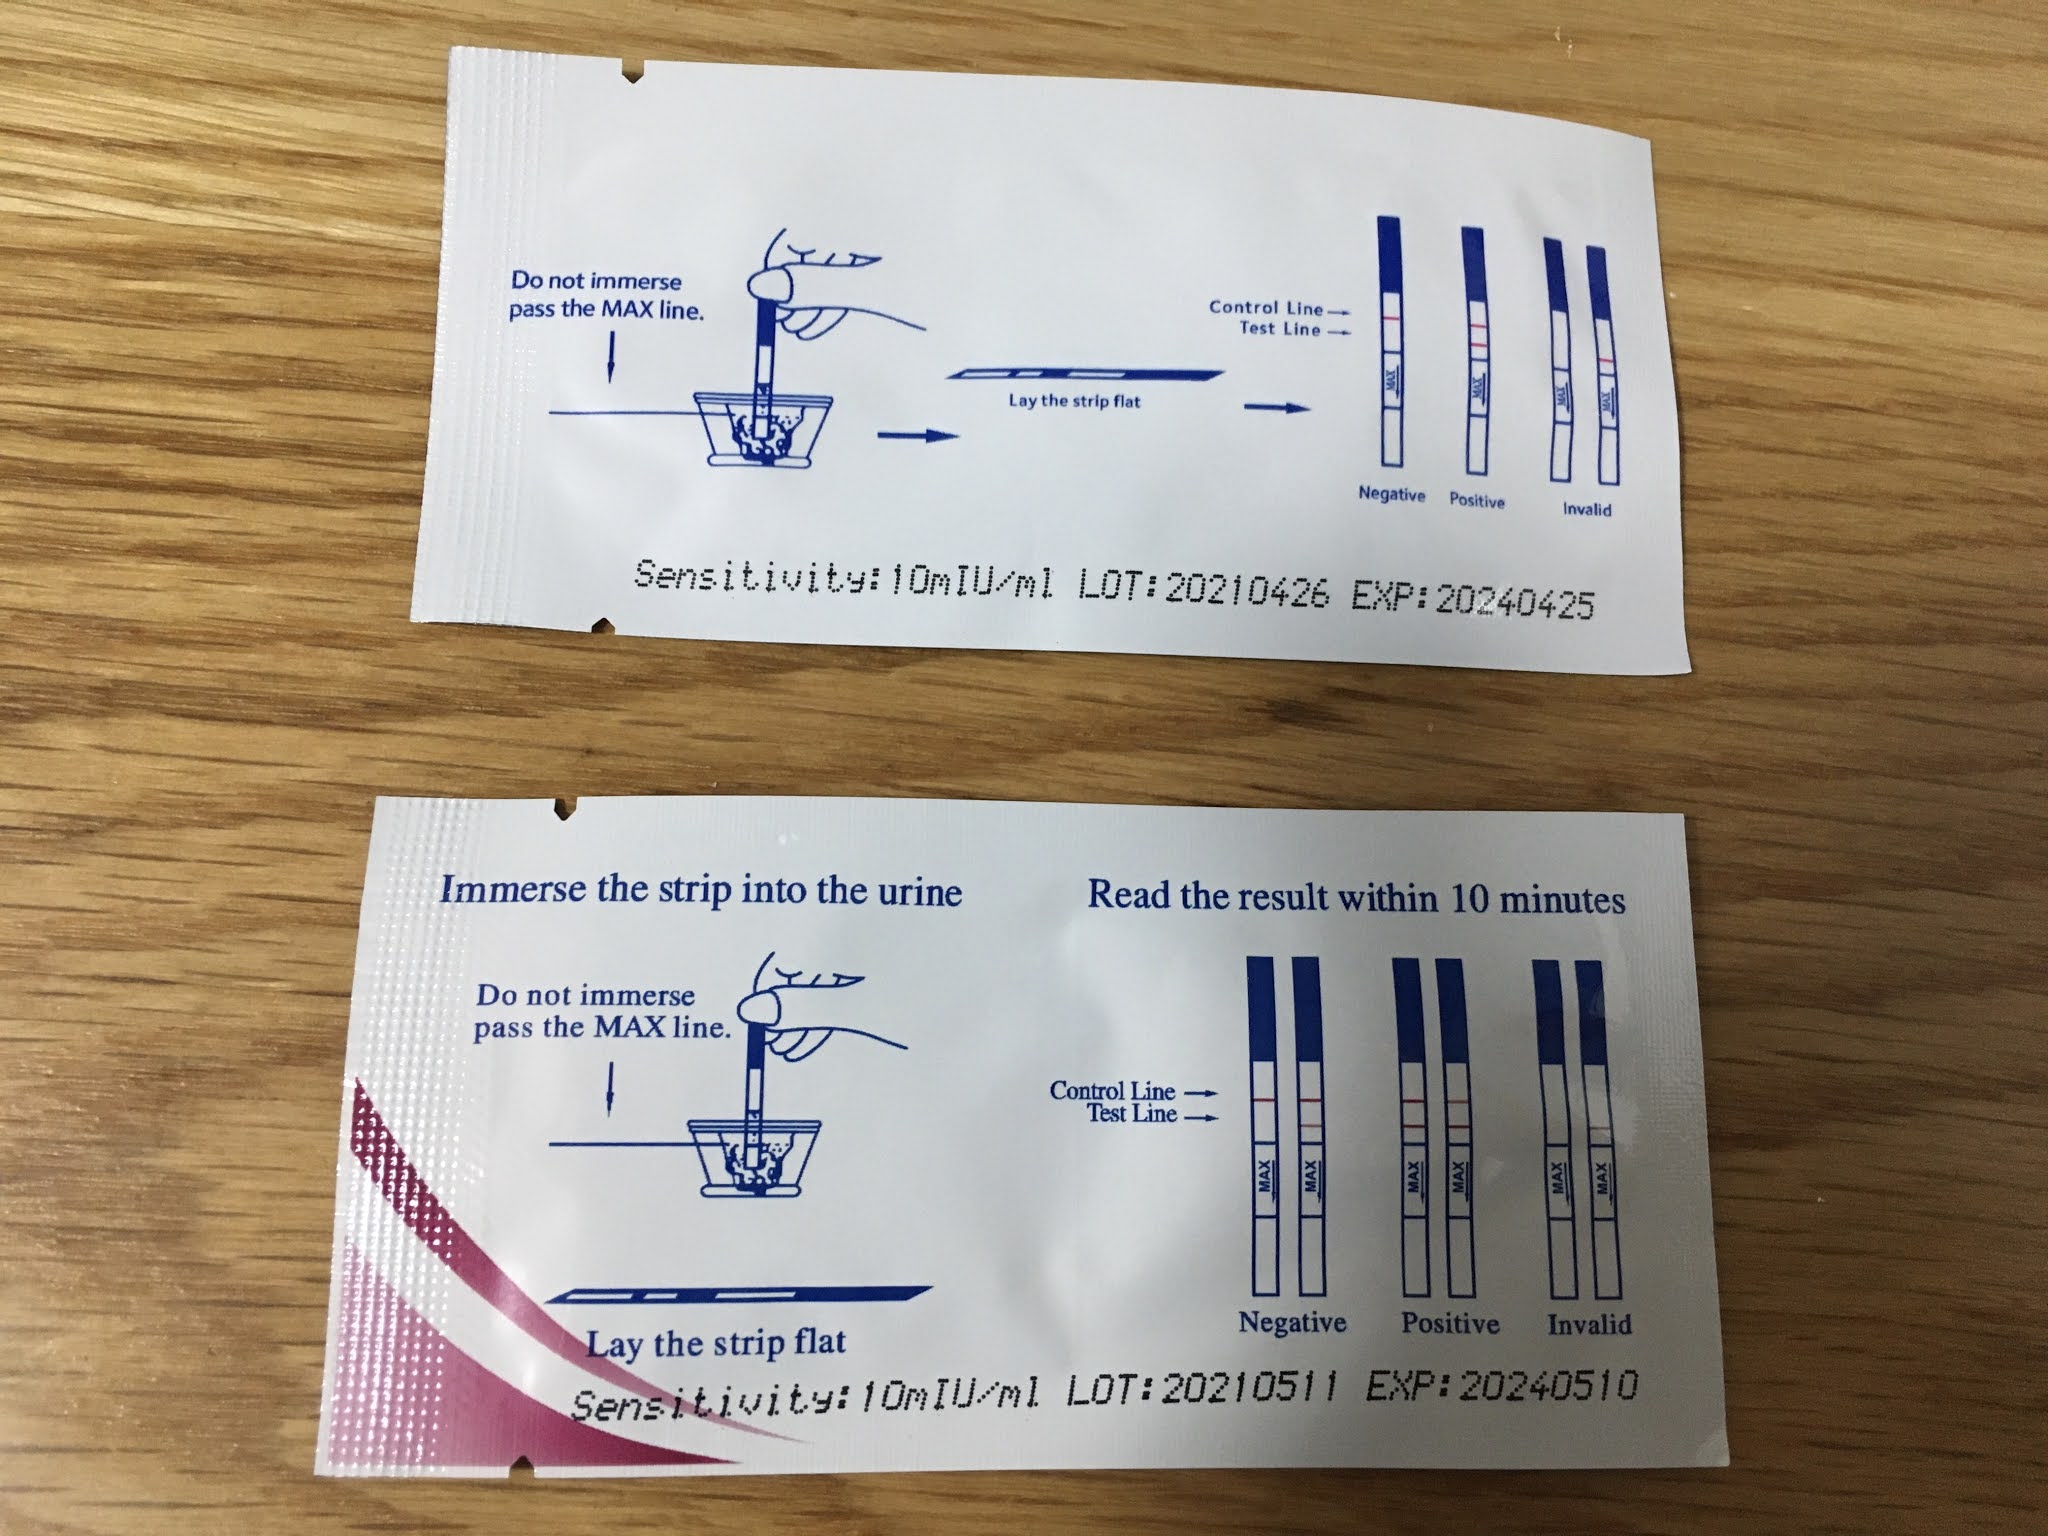 Do not immerse
pass the MAX line.
Lay the strip flat
Control Line
Test Line
MAX
MAX
MAX
MAX
Negative
Positive
Invalid
Sensitivity:10mIU/ml LOT:20210426 EXP:20240425
Immerse the strip into the urine
Do not immerse
pass the MAX line.
Lay the strip flat
Read the result within 10 minutes
Control Line
Test Line
MAX
MAX
MAX
MAX
MAX
MAX
Negative
Positive
Invalid
Sensitivity:10mIU/ml LOT:20210511 EXP:20240510